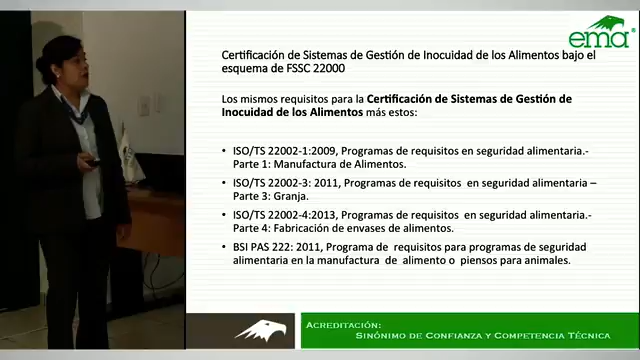 ema
Certificación de Sistemas de Gestión de Inocuidad de los Alimentos bajo el
esquema de FSSC 22000
Los mismos requisitos para la Certificación de Sistemas de Gestión de
Inocuidad de los Alimentos más estos:
• ISO/TS 22002-1:2009, Programas de requisitos en seguridad alimentaria.-
Parte 1: Manufactura de Alimentos.
• ISO/TS 22002-3: 2011, Programas de requisitos en seguridad alimentaria –
Parte 3: Granja.
• ISO/TS 22002-4:2013, Programas de requisitos en seguridad alimentaria.-
Parte 4: Fabricación de envases de alimentos.
• BSI PAS 222: 2011, Programa de requisitos para programas de seguridad
alimentaria en la manufactura de alimento o piensos para animales.
Acreditación:
Sinónimo de Confianza y Competencia Técnica